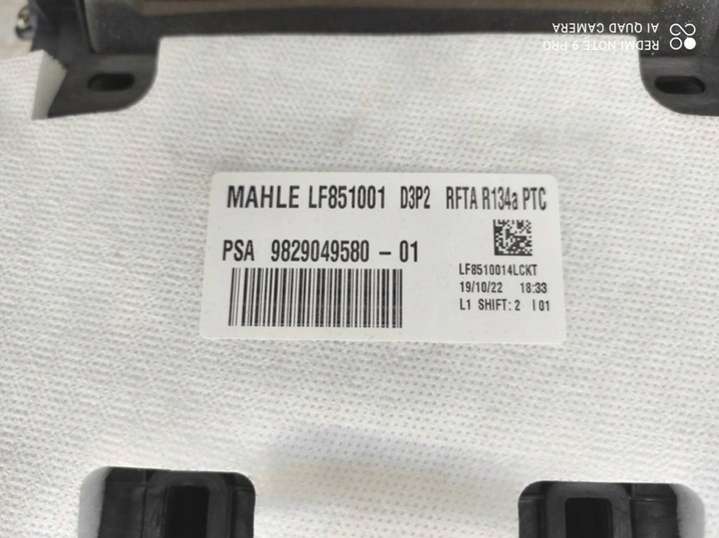 REDMI NOTE 9 PRO
AI QUAD CAMERA
MAHLE LF851001 D3P2 RFTA R134a PTC
PSA 9829049580 - 01
LF8510014LCKT
19/10/22 18:33
L1 SHIFT: 2 I 01